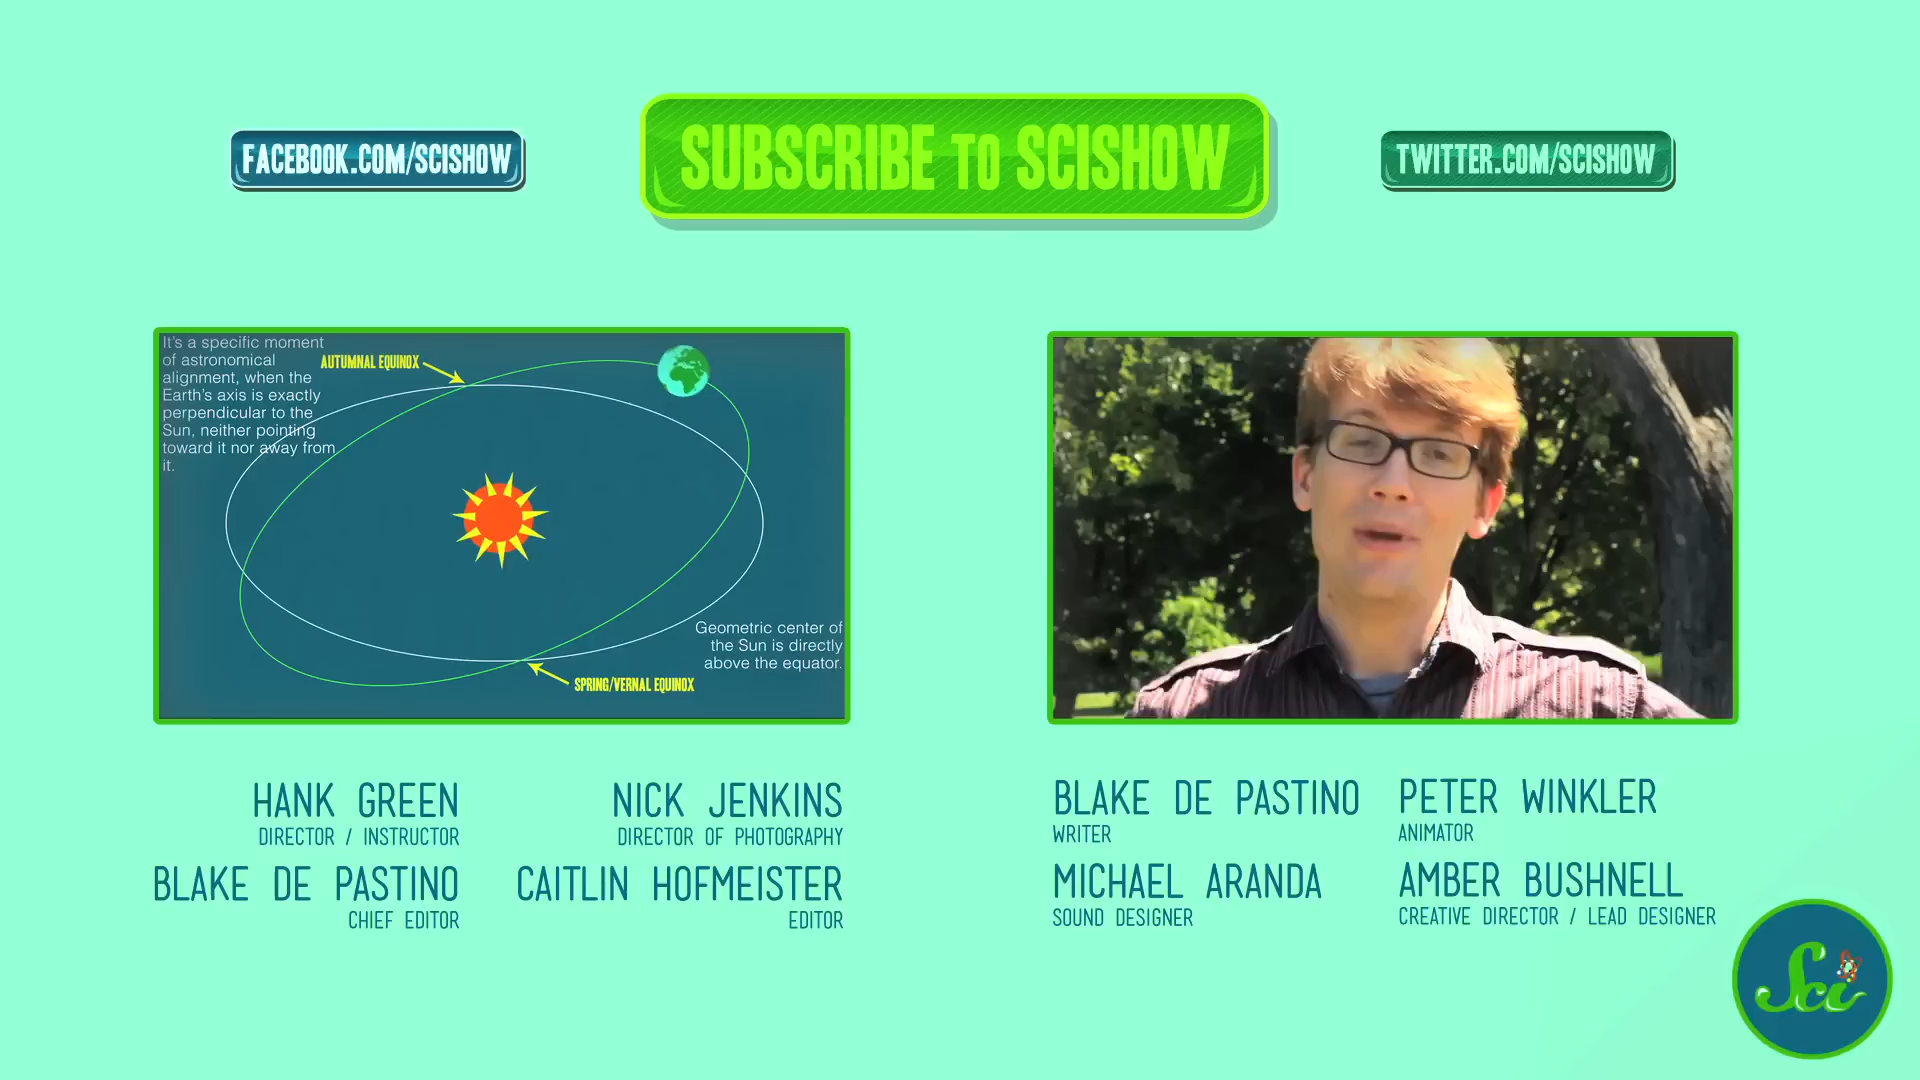 FACEBOOK.COM/SCISHOW
SUBSCRIBE TO SCISHOW
TWITTER.COM/SCISHOW
It's a specific moment
of astronomical
alignment, when the
Earth's axis is exactly
perpendicular to the
Sun, neither pointing
toward it nor away from
it.
AUTUMNAL EQUINOX
Geometric center of
the Sun is directly
above the equator.
SPRING/VERNAL EQUINOX
HANK GREEN
DIRECTOR / INSTRUCTOR
NICK JENKINS
DIRECTOR OF PHOTOGRAPHY
BLAKE DE PASTINO
CHIEF EDITOR
CAITLIN HOFMEISTER
EDITOR
BLAKE DE PASTINO
WRITER
PETER WINKLER
ANIMATOR
MICHAEL ARANDA
SOUND DESIGNER
AMBER BUSHNELL
CREATIVE DIRECTOR / LEAD DESIGNER
Sci